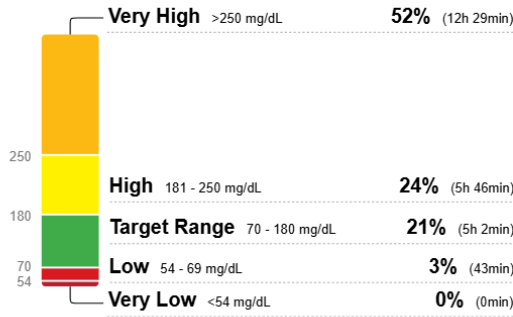 Very High >250 mg/dL 52% (12h 29min)
250
High 181 - 250 mg/dL 24% (5h 46min)
180
Target Range 70 - 180 mg/dL 21% (5h 2min)
70
Low 54 - 69 mg/dL 3% (43min)
54
Very Low <54 mg/dL 0% (0min)